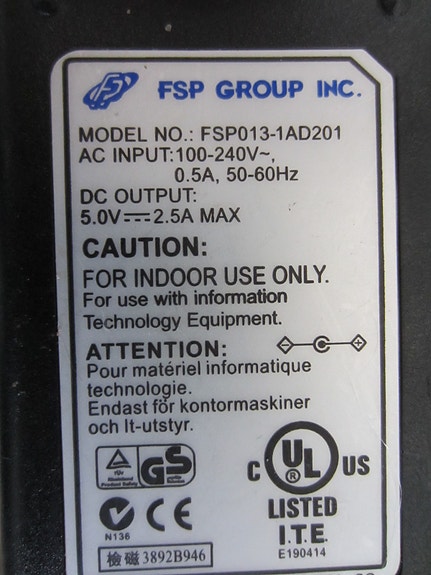 FSP GROUP INC.
MODEL NO.: FSP013-1AD201
AC INPUT:100-240V~,
0.5A, 50-60Hz
DC OUTPUT:
5.0V⎓2.5A MAX
CAUTION:
FOR INDOOR USE ONLY.
For use with information
Technology Equipment.
ATTENTION:
Pour matériel informatique
technologie.
Endast för kontormaskiner
och It-utstyr.
TÜV
GS
C UL US
®
LISTED
I.T.E.
E190414
CE
N136
檢磁 3892B946